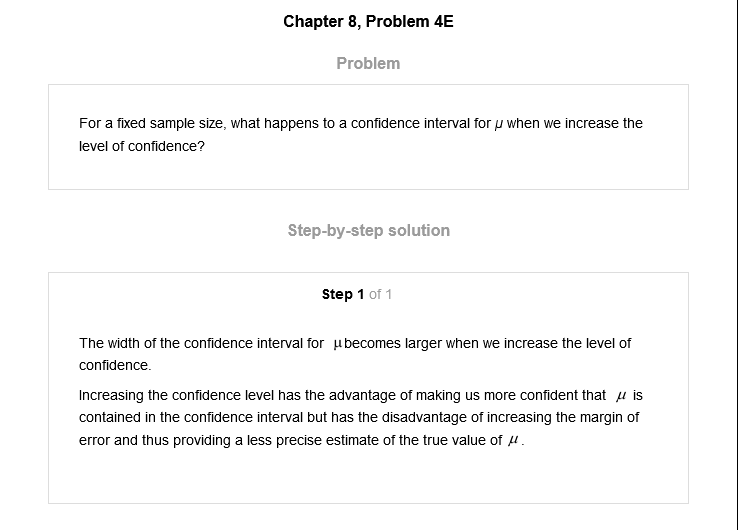 Chapter 8, Problem 4E
Problem
For a fixed sample size, what happens to a confidence interval for μ when we increase the
level of confidence?
Step-by-step solution
Step 1 of 1
The width of the confidence interval for μ becomes larger when we increase the level of
confidence.
Increasing the confidence level has the advantage of making us more confident that μ is
contained in the confidence interval but has the disadvantage of increasing the margin of
error and thus providing a less precise estimate of the true value of μ.